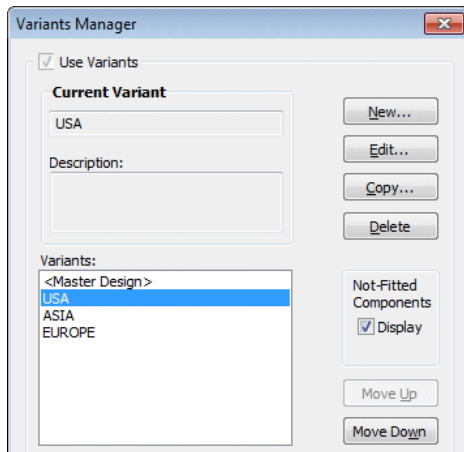 Variants Manager
Use Variants
Current Variant
USA
Description:
New...
Edit...
Copy...
Delete
Variants:
<Master Design>
USA
ASIA
EUROPE
Not-Fitted
Components
Display
Move Up
Move Down